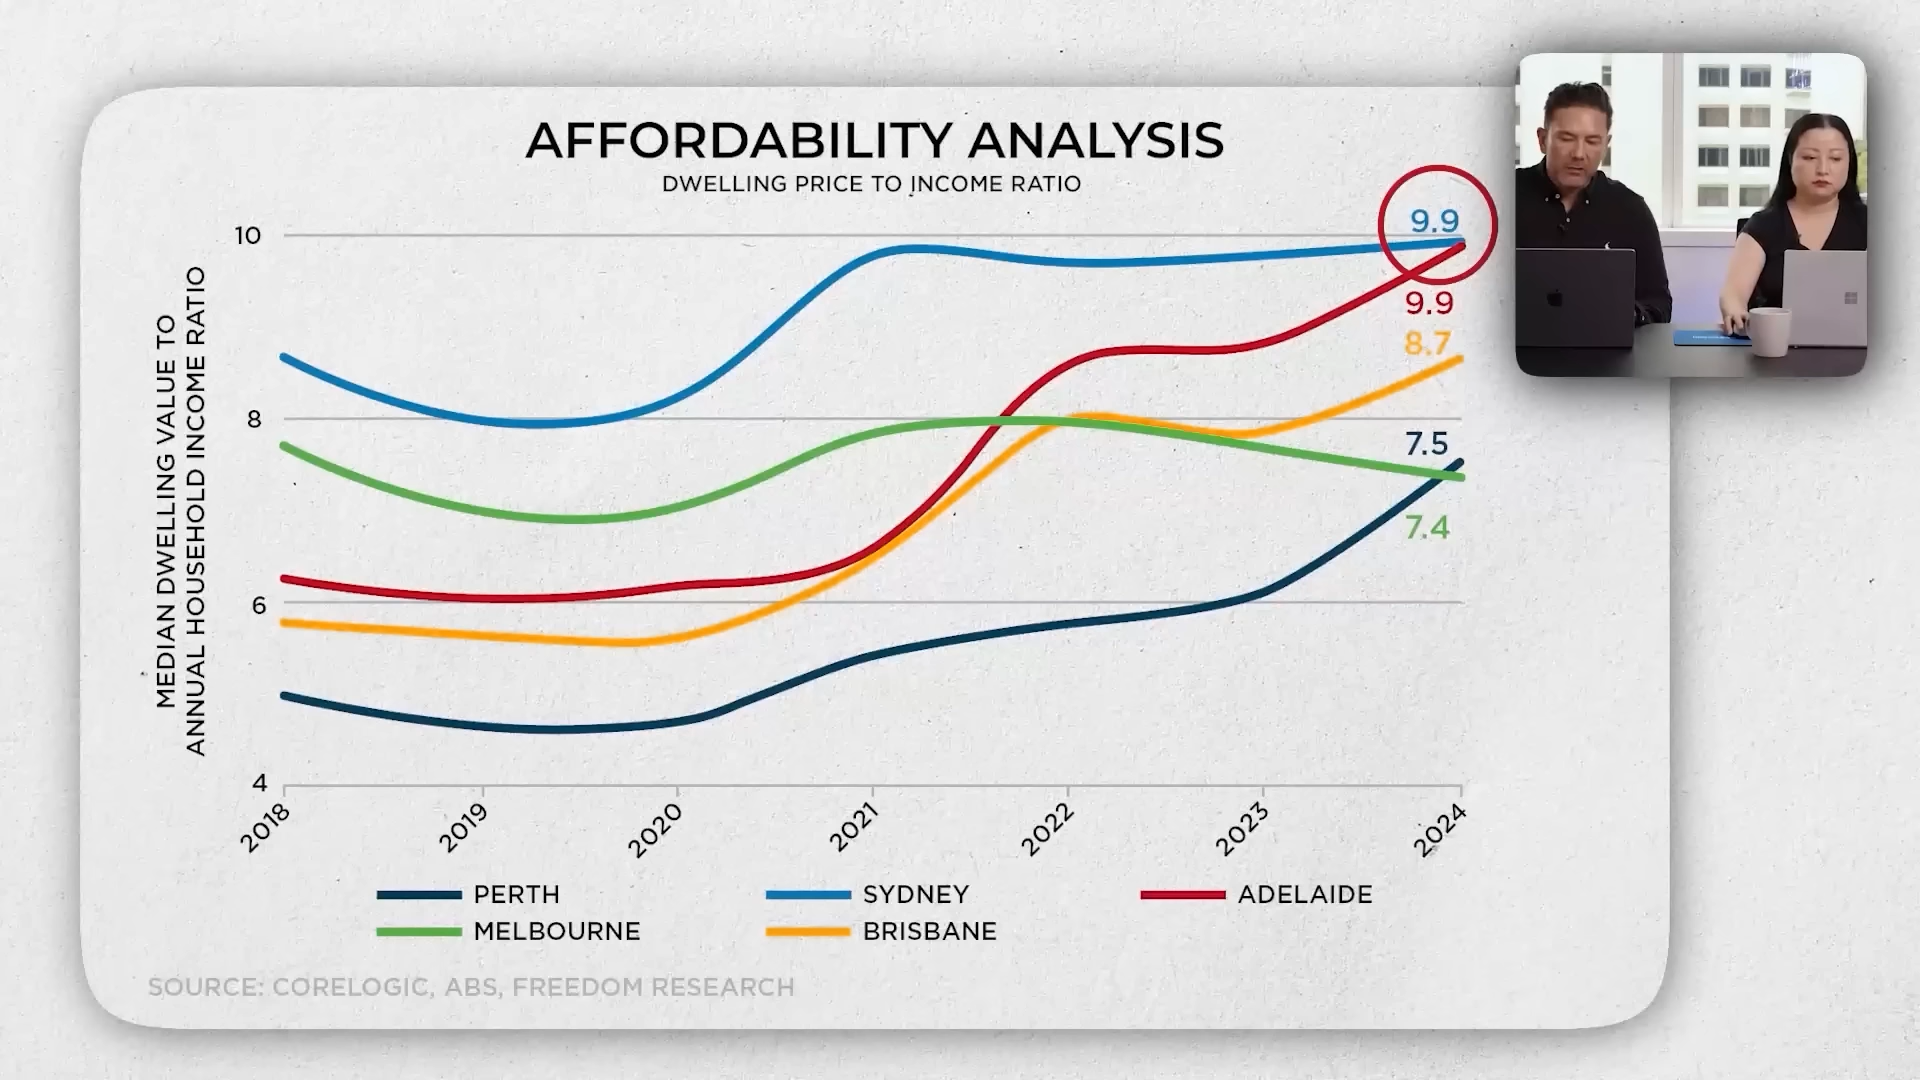 AFFORDABILITY ANALYSIS
DWELLING PRICE TO INCOME RATIO
MEDIAN DWELLING VALUE TO
ANNUAL HOUSEHOLD INCOME RATIO
10
8
6
4
9.9
9.9
8.7
7.5
7.4
2018
2019
2020
2021
2022
2023
2024
PERTH
SYDNEY
ADELAIDE
MELBOURNE
BRISBANE
SOURCE: CORELOGIC, ABS, FREEDOM RESEARCH